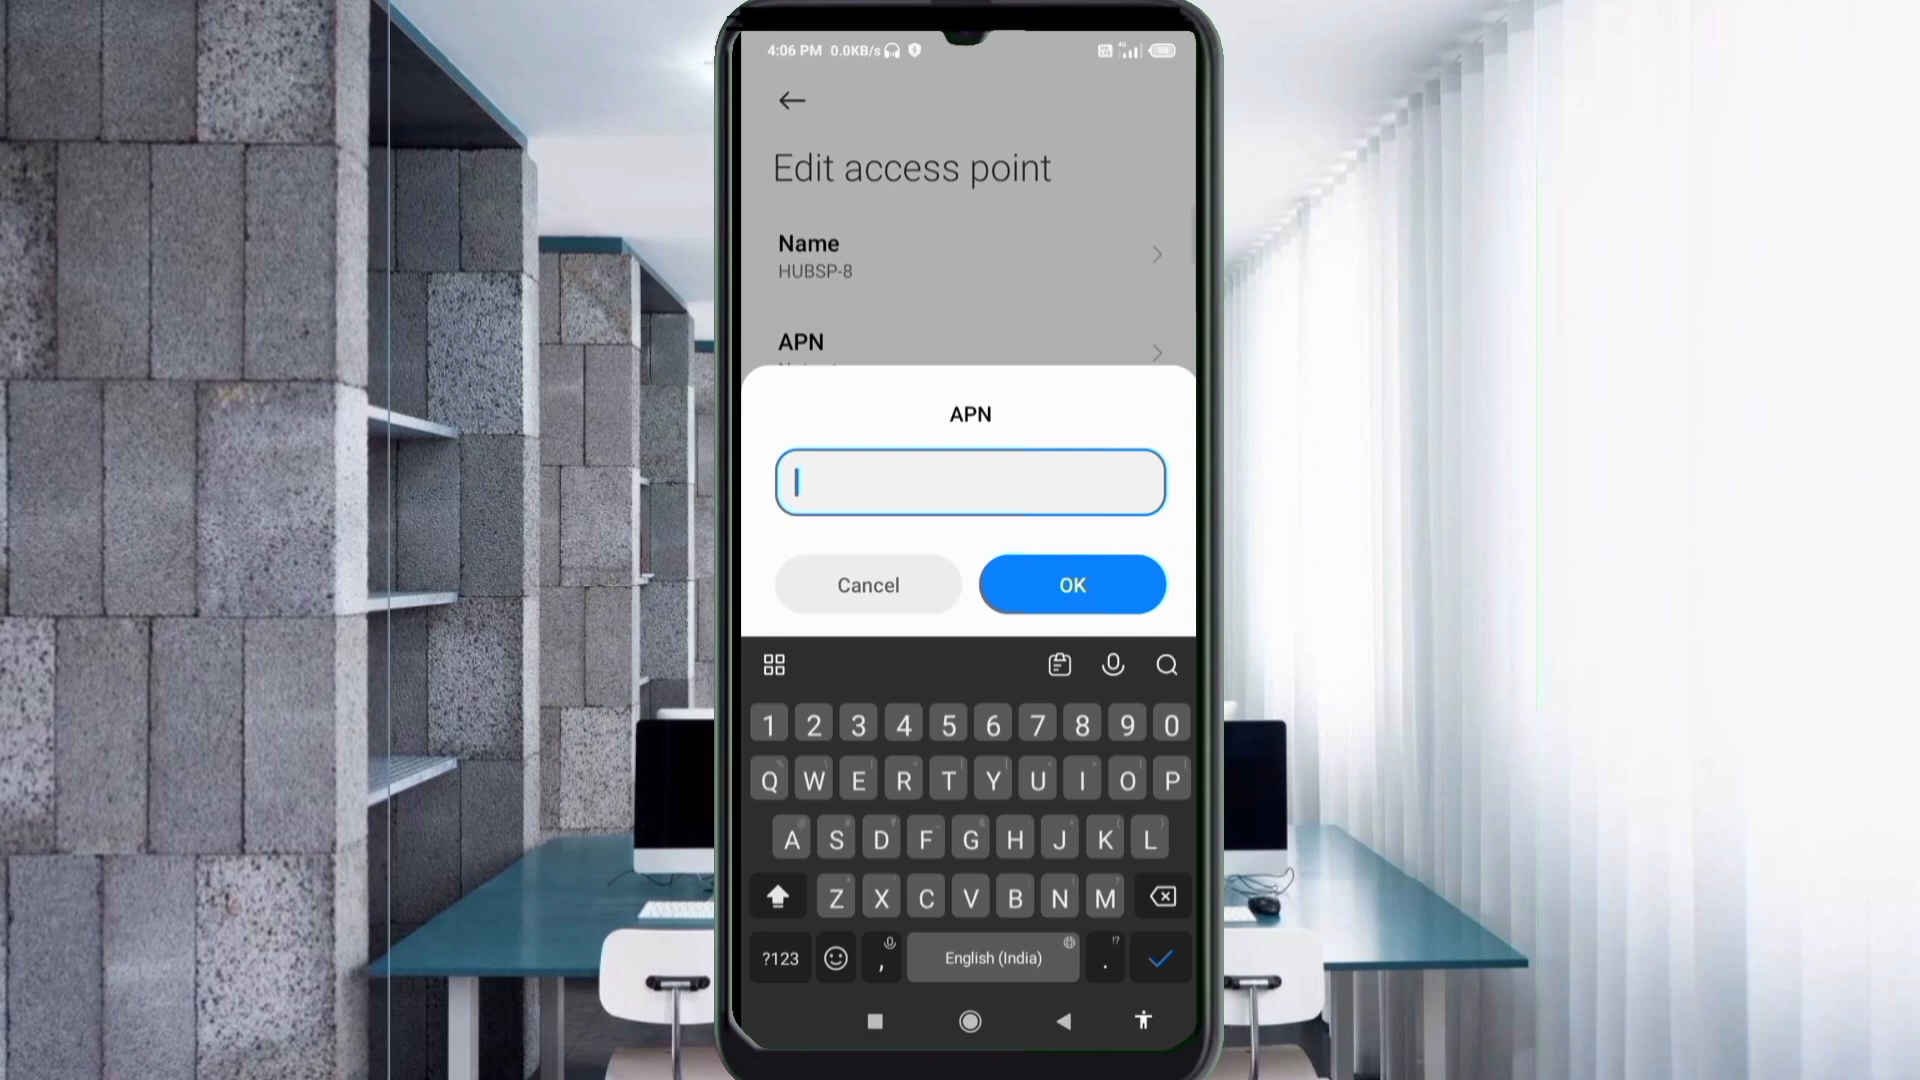 4:06 PM 0.0KB/s
Edit access point
Name
HUBSP-8
APN
APN
Cancel
OK
1 2 3 4 5 6 7 8 9 0
Q W E R T Y U I O P
A S D F G H J K L
Z X C V B N M
?123 , English (India) . !?